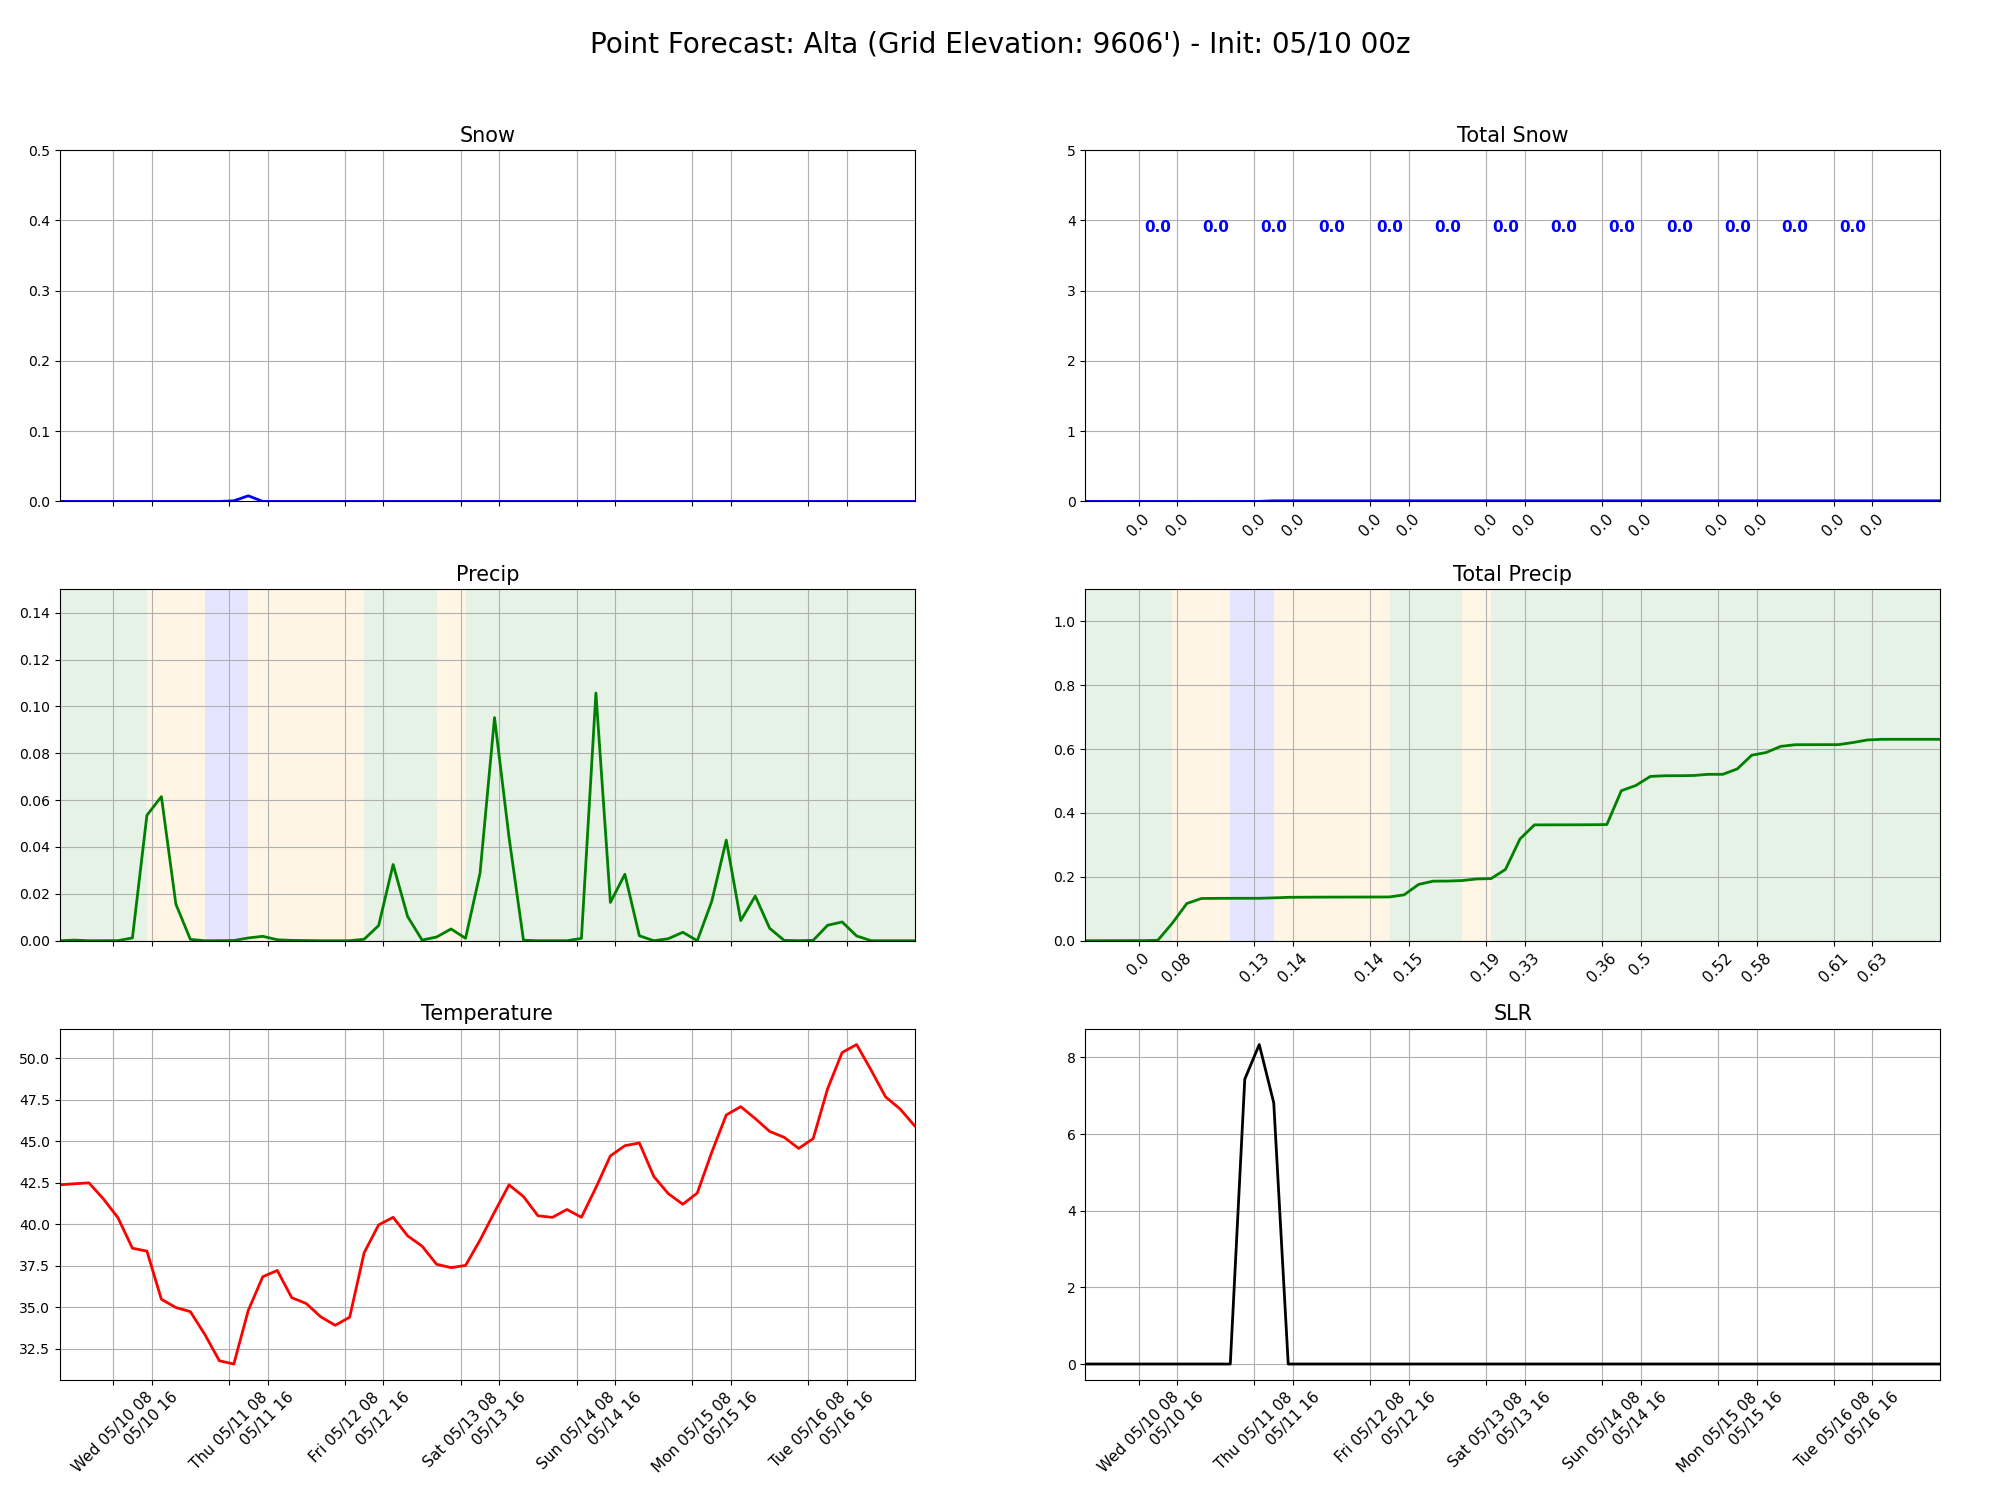 Point Forecast: Alta (Grid Elevation: 9606') - Init: 05/10 00z
Snow
0.5
0.4
0.3
0.2
0.1
0.0
Total Snow
5
4
3
2
1
0
0.0 0.0 0.0 0.0 0.0 0.0 0.0 0.0 0.0 0.0 0.0 0.0 0.0
0.0 0.0 0.0 0.0 0.0 0.0 0.0 0.0 0.0 0.0 0.0 0.0 0.0 0.0
Precip
0.14
0.12
0.10
0.08
0.06
0.04
0.02
0.00
Total Precip
1.0
0.8
0.6
0.4
0.2
0.0
0.0 0.08 0.13 0.14 0.14 0.15 0.19 0.33 0.36 0.5 0.52 0.58 0.61 0.63
Temperature
50.0
47.5
45.0
42.5
40.0
37.5
35.0
32.5
Wed 05/10 08
05/10 16
Thu 05/11 08
05/11 16
Fri 05/12 08
05/12 16
Sat 05/13 08
05/13 16
Sun 05/14 08
05/14 16
Mon 05/15 08
05/15 16
Tue 05/16 08
05/16 16
SLR
8
6
4
2
0
Wed 05/10 08
05/10 16
Thu 05/11 08
05/11 16
Fri 05/12 08
05/12 16
Sat 05/13 08
05/13 16
Sun 05/14 08
05/14 16
Mon 05/15 08
05/15 16
Tue 05/16 08
05/16 16